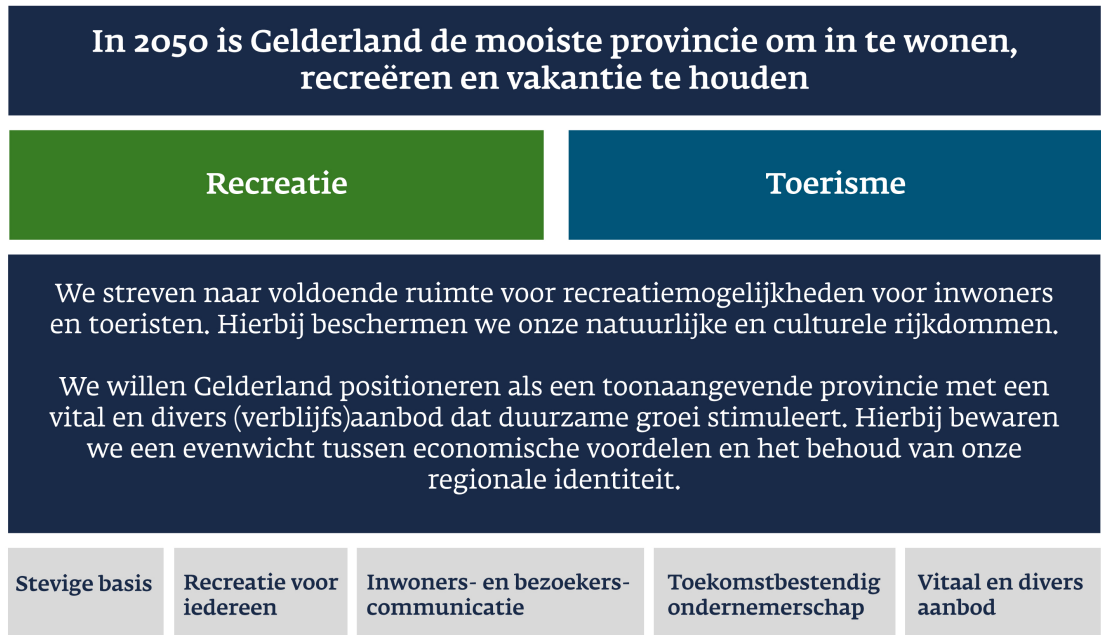 In 2050 is Gelderland de mooiste provincie om in te wonen,
recreëren en vakantie te houden
Recreatie
Toerisme
We streven naar voldoende ruimte voor recreatiemogelijkheden voor inwoners
en toeristen. Hierbij beschermen we onze natuurlijke en culturele rijkdommen.
We willen Gelderland positioneren als een toonaangevende provincie met een
vital en divers (verblijfs)aanbod dat duurzame groei stimuleert. Hierbij bewaren
we een evenwicht tussen economische voordelen en het behoud van onze
regionale identiteit.
Stevige basis
Recreatie voor
iedereen
Inwoners- en bezoekers-
communicatie
Toekomstbestendig
ondernemerschap
Vitaal en divers
aanbod